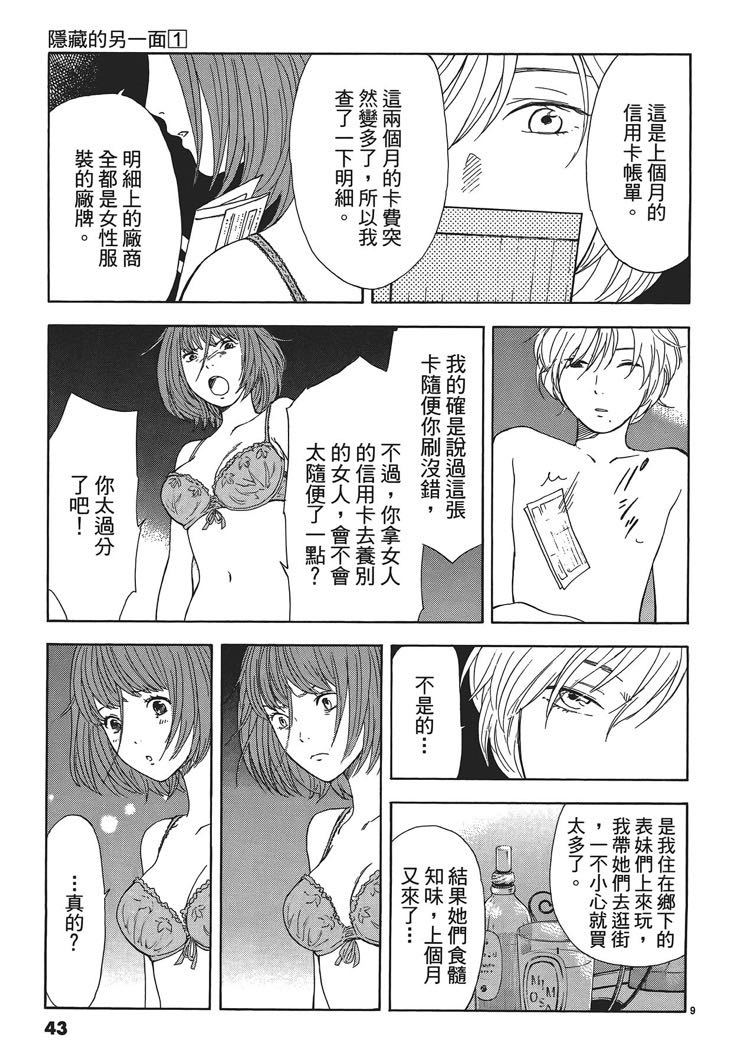 隱藏的另一面1
這是上個月的
信用卡帳單。
這兩個月的卡費突
然變多了，所以我
查了一下明細。
明細上的廠商
全都是女性服
裝的廠牌。
我的確是說過這張
卡隨便你刷沒錯，
不過，你拿女人
的信用卡去養別
的女人，會不會
太隨便了一點？
你太過分
了吧！
不是的…
是我住在鄉下的
表妹們上來玩，
我帶她們去逛街
，一不小心就買
太多了。
結果她們食髓
知味，上個月
又來了…
MIMOSA
…真的？
9
43